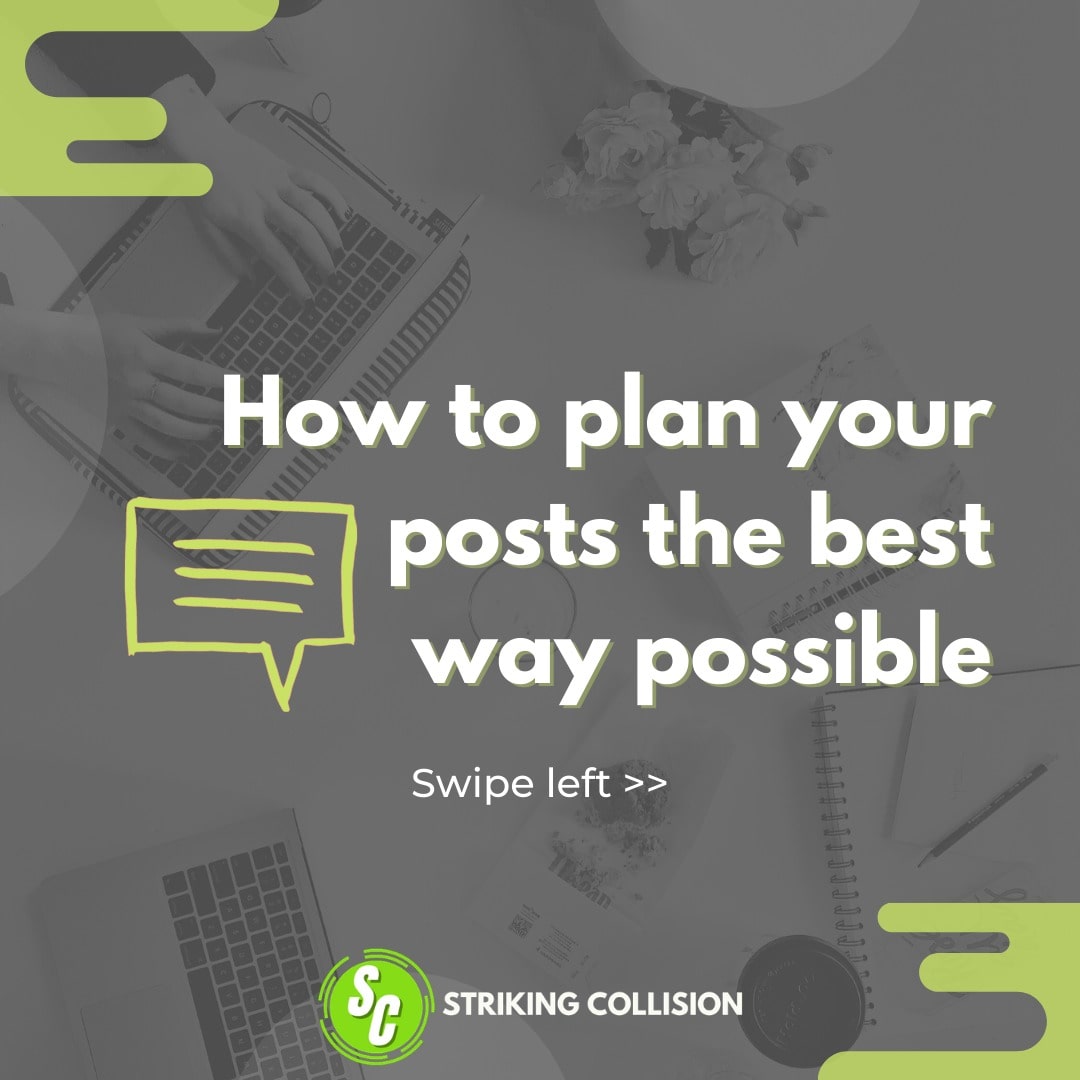 How to plan your
posts the best
way possible
Swipe left >>
SC
STRIKING COLLISION